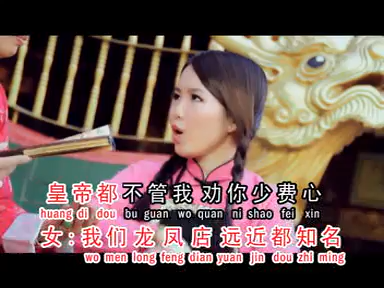 皇帝都 不管我 劝你少费心
huang di dou bu guan wo quan ni shao fei xin
女:我们 龙凤店 远近都知名
wo men long feng dian yuan jin dou zhi ming